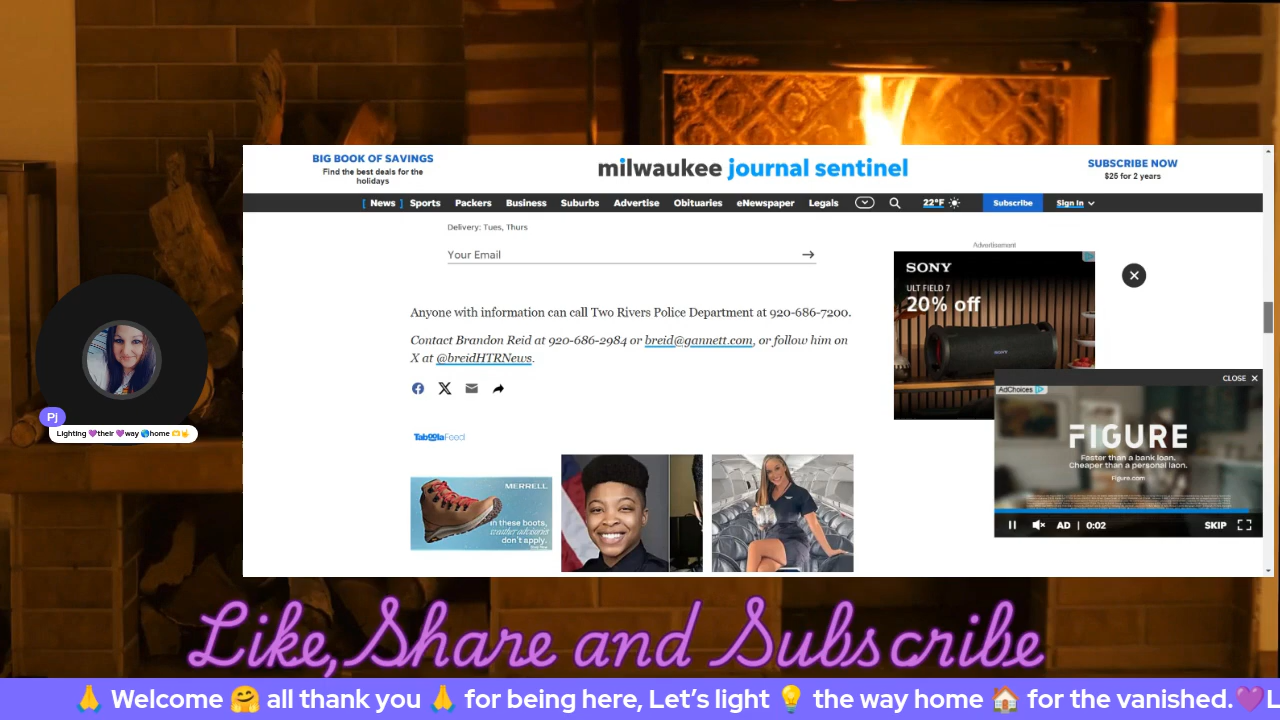 BIG BOOK OF SAVINGS
Find the best deals for the
holidays
milwaukee journal sentinel
SUBSCRIBE NOW
$25 for 2 years
[ News ] Sports Packers Business Suburbs Advertise Obituaries eNewspaper Legals 22°F Subscribe Sign In
Delivery: Tues, Thurs
Your Email →
Advertisement
SONY
ULT FIELD 7
20% off
Anyone with information can call Two Rivers Police Department at 920-686-7200.
Contact Brandon Reid at 920-686-2984 or breid@gannett.com, or follow him on
X at @breidHTRNews.
CLOSE X
AdChoices
FIGURE
Faster than a bank loan.
Cheaper than a personal loan.
Figure.com
AD | 0:02 SKIP
Taboola Feed
MERRELL
In these boots,
weather advisories
don't apply.
Pj
Lighting 💜their 💜way 🌎home 🫶🤟
Like, Share and Subscribe
🙏 Welcome 🤗 all thank you 🙏 for being here, Let's light 💡 the way home 🏠 for the vanished.💜L